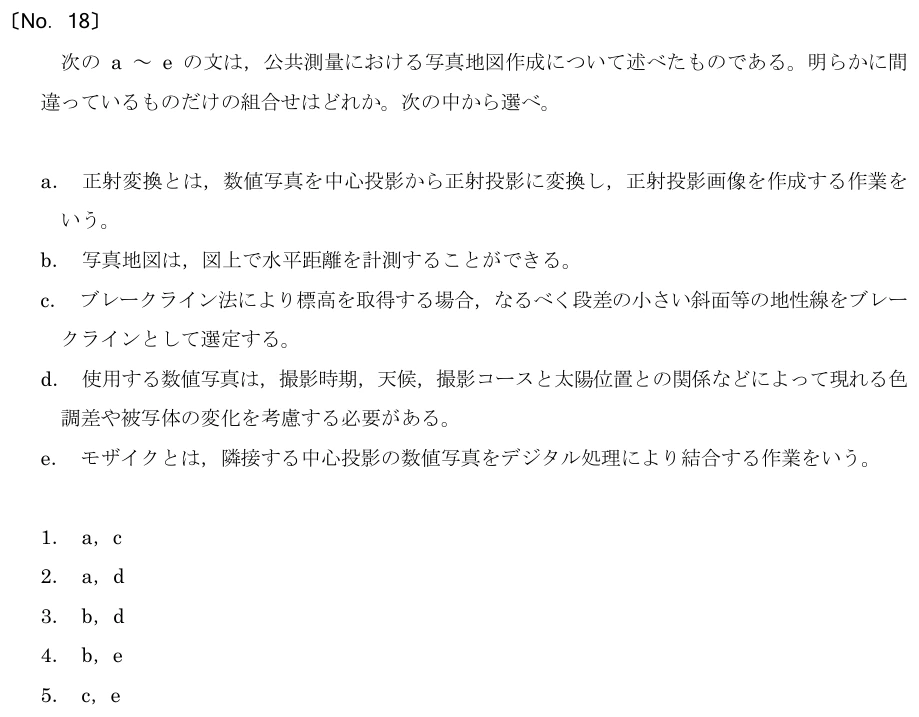 〔No. 18〕
次の a ～ e の文は，公共測量における写真地図作成について述べたものである。明らかに間
違っているものだけの組合せはどれか。次の中から選べ。
a. 正射変換とは，数値写真を中心投影から正射投影に変換し，正射投影画像を作成する作業を
いう。
b. 写真地図は，図上で水平距離を計測することができる。
c. ブレークライン法により標高を取得する場合，なるべく段差の小さい斜面等の地性線をブレー
クラインとして選定する。
d. 使用する数値写真は，撮影時期，天候，撮影コースと太陽位置との関係などによって現れる色
調差や被写体の変化を考慮する必要がある。
e. モザイクとは，隣接する中心投影の数値写真をデジタル処理により結合する作業をいう。
1. a，c
2. a，d
3. b，d
4. b，e
5. c，e